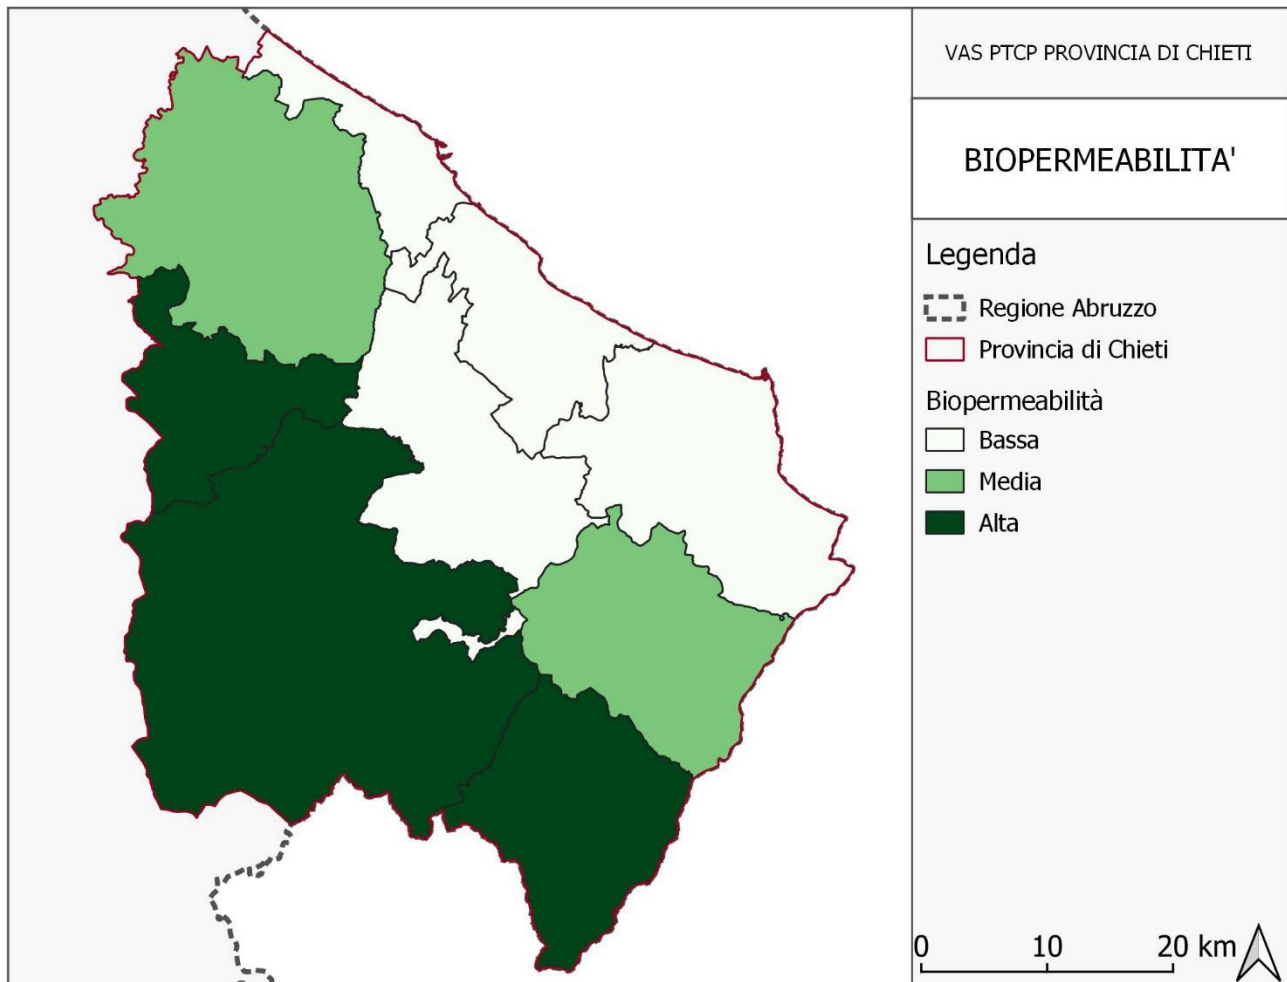 VAS PTCP PROVINCIA DI CHIETI
BIOPERMEABILITA'
Legenda
Regione Abruzzo
Provincia di Chieti
Biopermeabilità
Bassa
Media
Alta
0 10 20 km